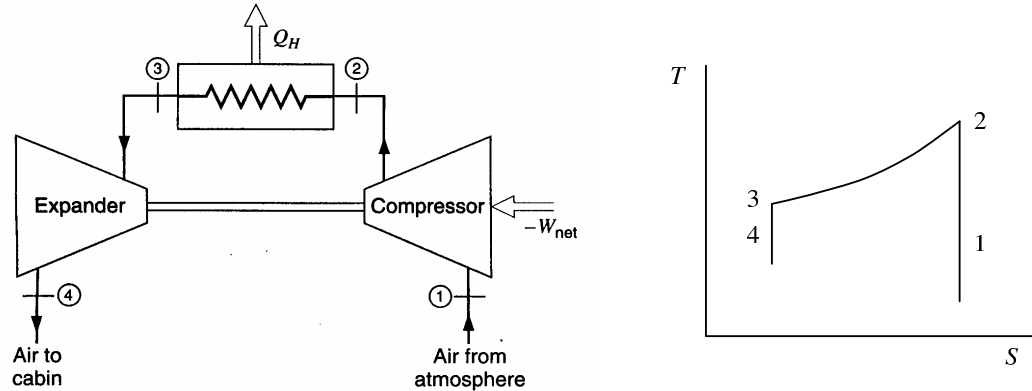 Q_H
③
②
Expander
Compressor
−W_net
④
①
Air to
cabin
Air from
atmosphere
T
2
3
4
1
S